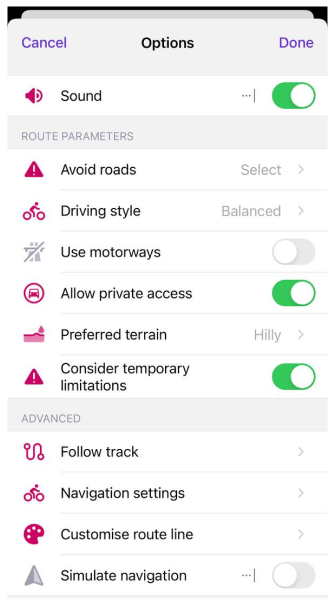 Cancel Options Done
Sound
ROUTE PARAMETERS
Avoid roads Select
Driving style Balanced
Use motorways
Allow private access
Preferred terrain Hilly
Consider temporary
limitations
ADVANCED
Follow track
Navigation settings
Customise route line
Simulate navigation